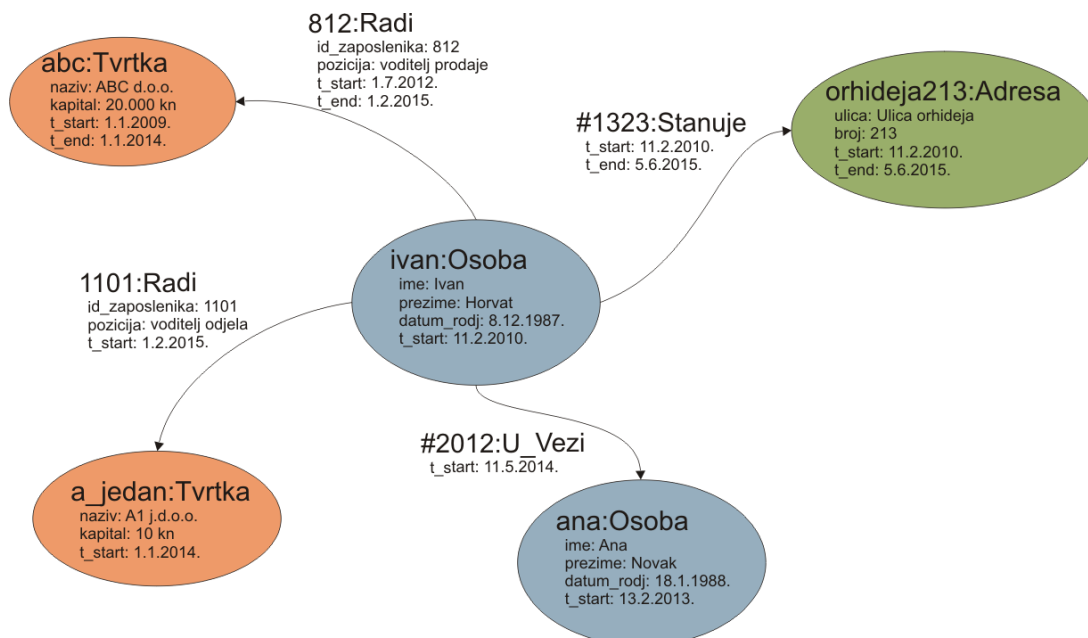 812:Radi
id_zaposlenika: 812
pozicija: voditelj prodaje
t_start: 1.7.2012.
t_end: 1.2.2015.
abc:Tvrtka
naziv: ABC d.o.o.
kapital: 20.000 kn
t_start: 1.1.2009.
t_end: 1.1.2014.
orhideja213:Adresa
ulica: Ulica orhideja
broj: 213
t_start: 11.2.2010.
t_end: 5.6.2015.
#1323:Stanuje
t_start: 11.2.2010.
t_end: 5.6.2015.
ivan:Osoba
ime: Ivan
prezime: Horvat
datum_rodj: 8.12.1987.
t_start: 11.2.2010.
1101:Radi
id_zaposlenika: 1101
pozicija: voditelj odjela
t_start: 1.2.2015.
#2012:U_Vezi
t_start: 11.5.2014.
a_jedan:Tvrtka
naziv: A1 j.d.o.o.
kapital: 10 kn
t_start: 1.1.2014.
ana:Osoba
ime: Ana
prezime: Novak
datum_rodj: 18.1.1988.
t_start: 13.2.2013.